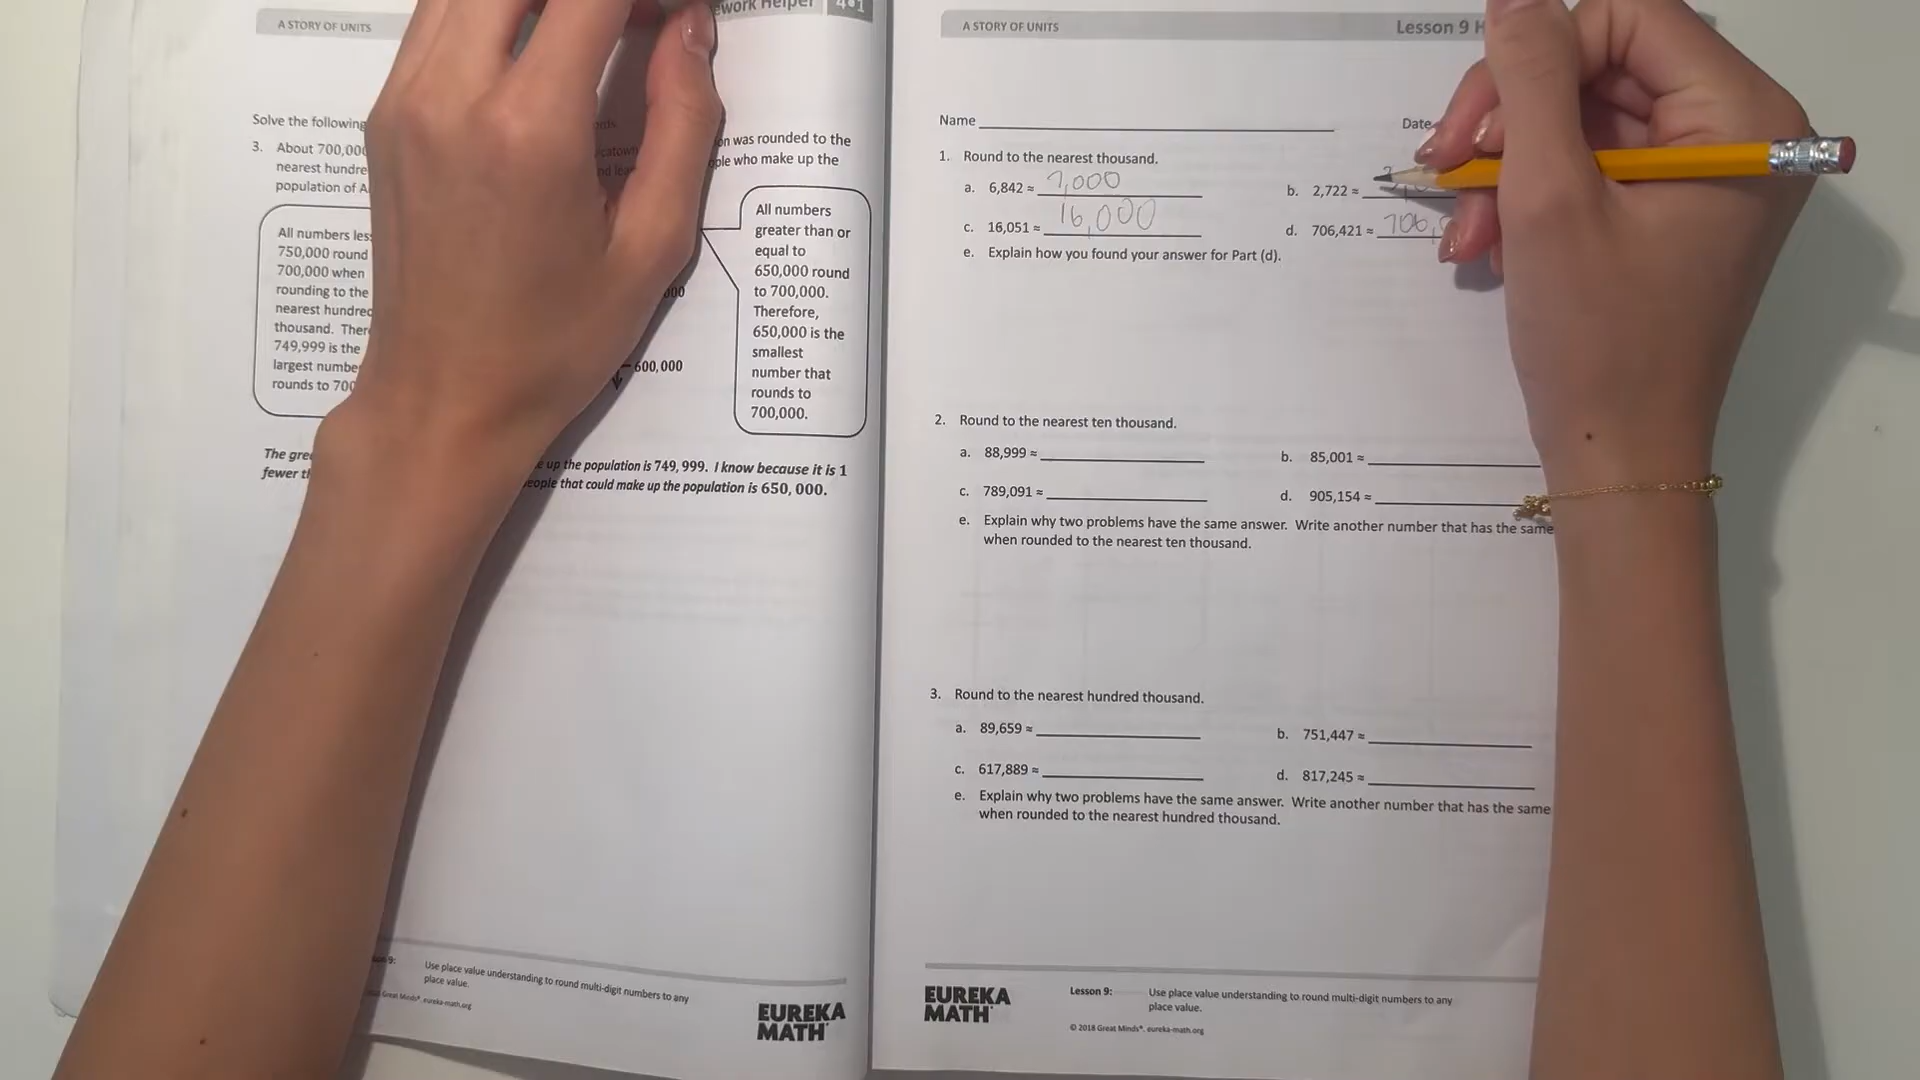 A STORY OF UNITS
ework Helper 4•1
Solve the following
3. About 700,00
nearest hundre
population of A
on was rounded to the
ple who make up the
All numbers les
750,000 round
700,000 when
rounding to the
nearest hundred
thousand. Ther
749,999 is the
largest numbe
rounds to 700
All numbers
greater than or
equal to
650,000 round
to 700,000.
Therefore,
650,000 is the
smallest
number that
rounds to
700,000.
600,000
The gre
fewer th
e up the population is 749,999. I know because it is 1
eople that could make up the population is 650,000.
Use place value understanding to round multi-digit numbers to any
place value.
Great Minds®. eureka-math.org
EUREKA
MATH
A STORY OF UNITS
Lesson 9 H
Name
Date
1. Round to the nearest thousand.
a. 6,842 ≈ 7,000
b. 2,722 ≈
c. 16,051 ≈ 16,000
d. 706,421 ≈ 706,
e. Explain how you found your answer for Part (d).
2. Round to the nearest ten thousand.
a. 88,999 ≈
b. 85,001 ≈
c. 789,091 ≈
d. 905,154 ≈
e. Explain why two problems have the same answer. Write another number that has the same
when rounded to the nearest ten thousand.
3. Round to the nearest hundred thousand.
a. 89,659 ≈
b. 751,447 ≈
c. 617,889 ≈
d. 817,245 ≈
e. Explain why two problems have the same answer. Write another number that has the same
when rounded to the nearest hundred thousand.
EUREKA
MATH
Lesson 9: Use place value understanding to round multi-digit numbers to any
place value.
© 2018 Great Minds®. eureka-math.org